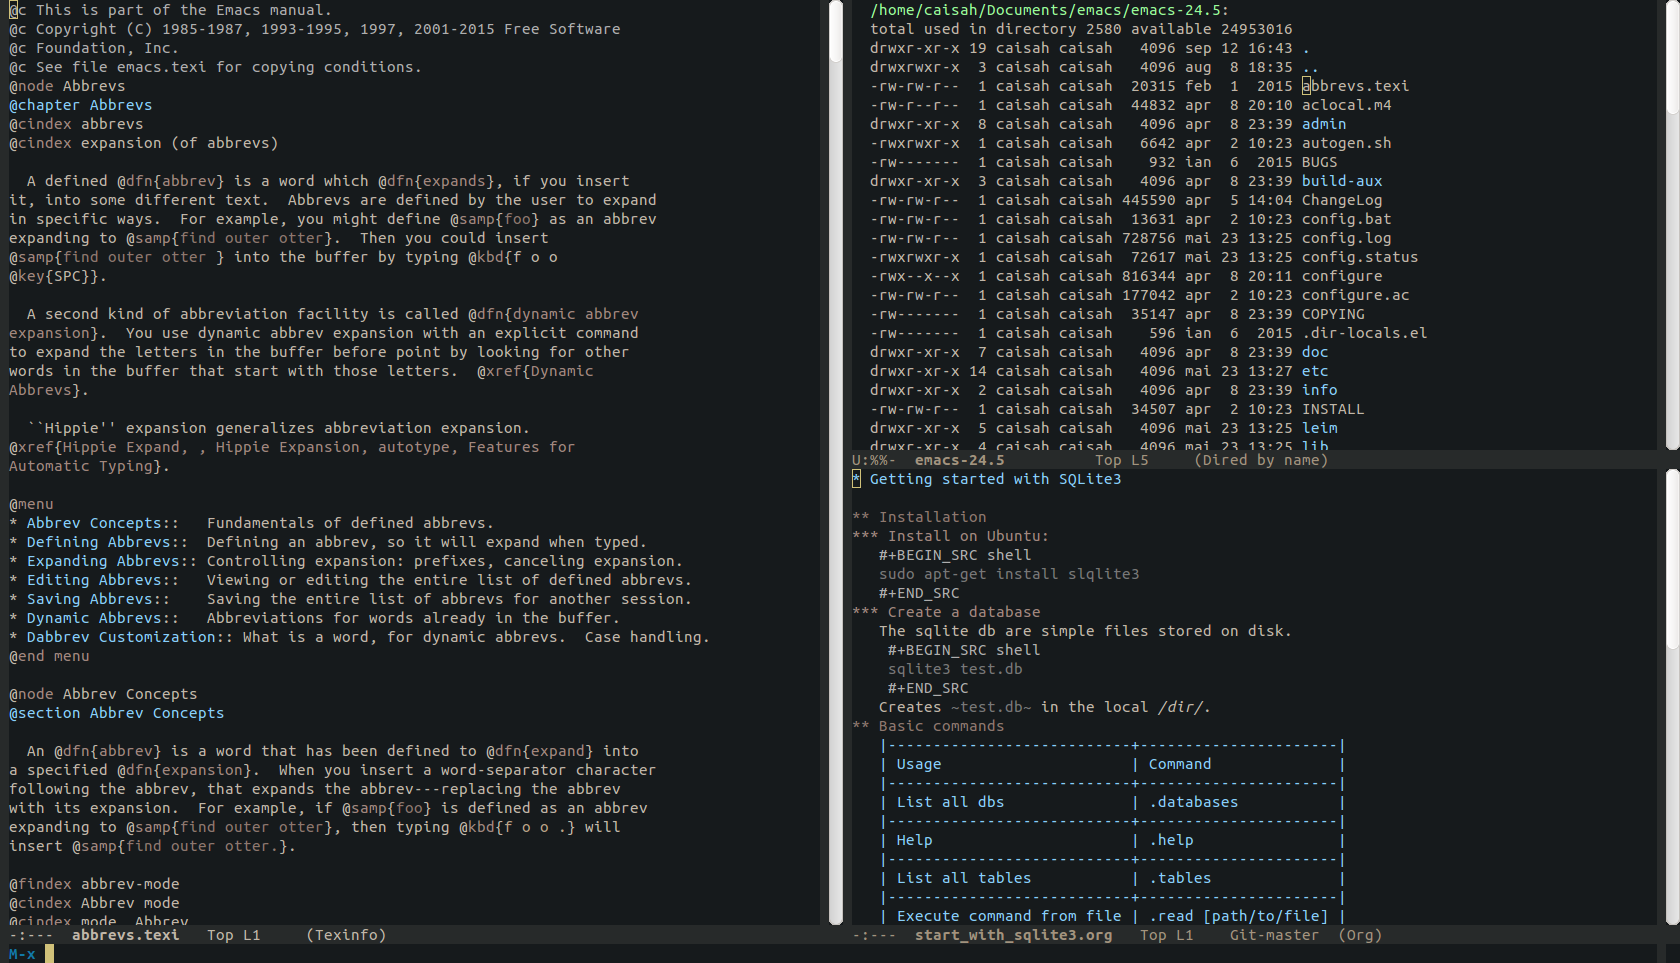 @c This is part of the Emacs manual.
@c Copyright (C) 1985-1987, 1993-1995, 1997, 2001-2015 Free Software
@c Foundation, Inc.
@c See file emacs.texi for copying conditions.
@node Abbrevs
@chapter Abbrevs
@cindex abbrevs
@cindex expansion (of abbrevs)

  A defined @dfn{abbrev} is a word which @dfn{expands}, if you insert
it, into some different text.  Abbrevs are defined by the user to expand
in specific ways.  For example, you might define @samp{foo} as an abbrev
expanding to @samp{find outer otter}.  Then you could insert
@samp{find outer otter } into the buffer by typing @kbd{f o o
@key{SPC}}.

  A second kind of abbreviation facility is called @dfn{dynamic abbrev
expansion}.  You use dynamic abbrev expansion with an explicit command
to expand the letters in the buffer before point by looking for other
words in the buffer that start with those letters.  @xref{Dynamic
Abbrevs}.

  ``Hippie'' expansion generalizes abbreviation expansion.
@xref{Hippie Expand, , Hippie Expansion, autotype, Features for
Automatic Typing}.

@menu
* Abbrev Concepts::   Fundamentals of defined abbrevs.
* Defining Abbrevs::  Defining an abbrev, so it will expand when typed.
* Expanding Abbrevs:: Controlling expansion: prefixes, canceling expansion.
* Editing Abbrevs::   Viewing or editing the entire list of defined abbrevs.
* Saving Abbrevs::    Saving the entire list of abbrevs for another session.
* Dynamic Abbrevs::   Abbreviations for words already in the buffer.
* Dabbrev Customization:: What is a word, for dynamic abbrevs.  Case handling.
@end menu

@node Abbrev Concepts
@section Abbrev Concepts

  An @dfn{abbrev} is a word that has been defined to @dfn{expand} into
a specified @dfn{expansion}.  When you insert a word-separator character
following the abbrev, that expands the abbrev---replacing the abbrev
with its expansion.  For example, if @samp{foo} is defined as an abbrev
expanding to @samp{find outer otter}, then typing @kbd{f o o .} will
insert @samp{find outer otter.}.

@findex abbrev-mode
@cindex Abbrev mode
@cindex mode, Abbrev
-:---  abbrevs.texi   Top L1     (Texinfo)
M-x
/home/caisah/Documents/emacs/emacs-24.5:
total used in directory 2580 available 24953016
drwxr-xr-x 19 caisah caisah   4096 sep 12 16:43 .
drwxrwxr-x  3 caisah caisah   4096 aug  8 18:35 ..
-rw-rw-r--  1 caisah caisah  20315 feb  1  2015 abbrevs.texi
-rw-r--r--  1 caisah caisah  44832 apr  8 20:10 aclocal.m4
drwxr-xr-x  8 caisah caisah   4096 apr  8 23:39 admin
-rwxrwxr-x  1 caisah caisah   6642 apr  2 10:23 autogen.sh
-rw-------  1 caisah caisah    932 ian  6  2015 BUGS
drwxr-xr-x  3 caisah caisah   4096 apr  8 23:39 build-aux
-rw-rw-r--  1 caisah caisah 445590 apr  5 14:04 ChangeLog
-rw-rw-r--  1 caisah caisah  13631 apr  2 10:23 config.bat
-rw-rw-r--  1 caisah caisah 728756 mai 23 13:25 config.log
-rwxrwxr-x  1 caisah caisah  72617 mai 23 13:25 config.status
-rwx--x--x  1 caisah caisah 816344 apr  8 20:11 configure
-rw-rw-r--  1 caisah caisah 177042 apr  2 10:23 configure.ac
-rw-------  1 caisah caisah  35147 apr  8 23:39 COPYING
-rw-------  1 caisah caisah    596 ian  6  2015 .dir-locals.el
drwxr-xr-x  7 caisah caisah   4096 apr  8 23:39 doc
drwxr-xr-x 14 caisah caisah   4096 mai 23 13:27 etc
drwxr-xr-x  2 caisah caisah   4096 apr  8 23:39 info
-rw-rw-r--  1 caisah caisah  34507 apr  2 10:23 INSTALL
drwxr-xr-x  5 caisah caisah   4096 mai 23 13:25 leim
drwxr-xr-x  4 caisah caisah   4096 mai 23 13:25 lib
U:%%-  emacs-24.5          Top L5     (Dired by name)
* Getting started with SQLite3

** Installation
*** Install on Ubuntu:
   #+BEGIN_SRC shell
   sudo apt-get install slqlite3
   #+END_SRC
*** Create a database
   The sqlite db are simple files stored on disk.
    #+BEGIN_SRC shell
    sqlite3 test.db
    #+END_SRC
   Creates ~test.db~ in the local /dir/.
** Basic commands
   |---------------------------+----------------------|
   | Usage                     | Command              |
   |---------------------------+----------------------|
   | List all dbs              | .databases           |
   |---------------------------+----------------------|
   | Help                      | .help                |
   |---------------------------+----------------------|
   | List all tables           | .tables              |
   |---------------------------+----------------------|
   | Execute command from file | .read [path/to/file] |
-:---  start_with_sqlite3.org   Top L1    Git-master  (Org)